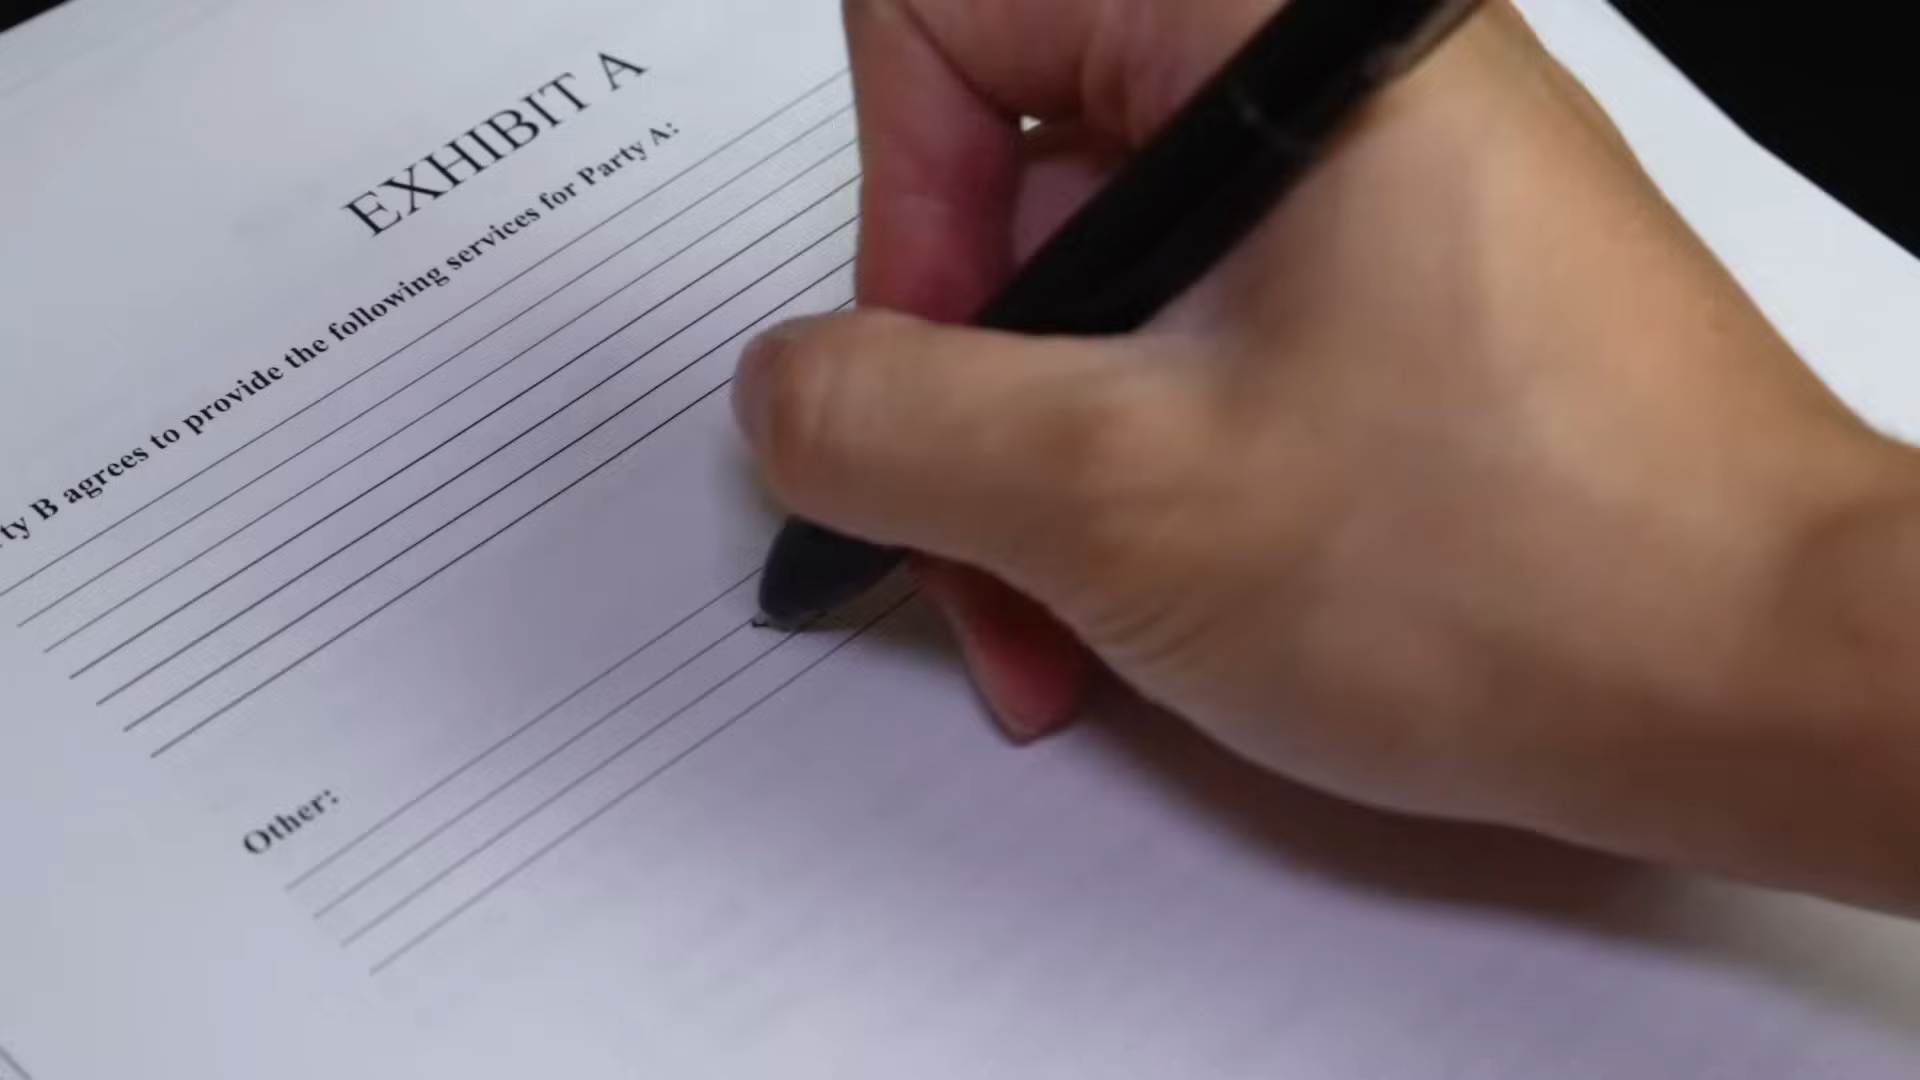 EXHIBIT A
ty B agrees to provide the following services for Party A:
Other: